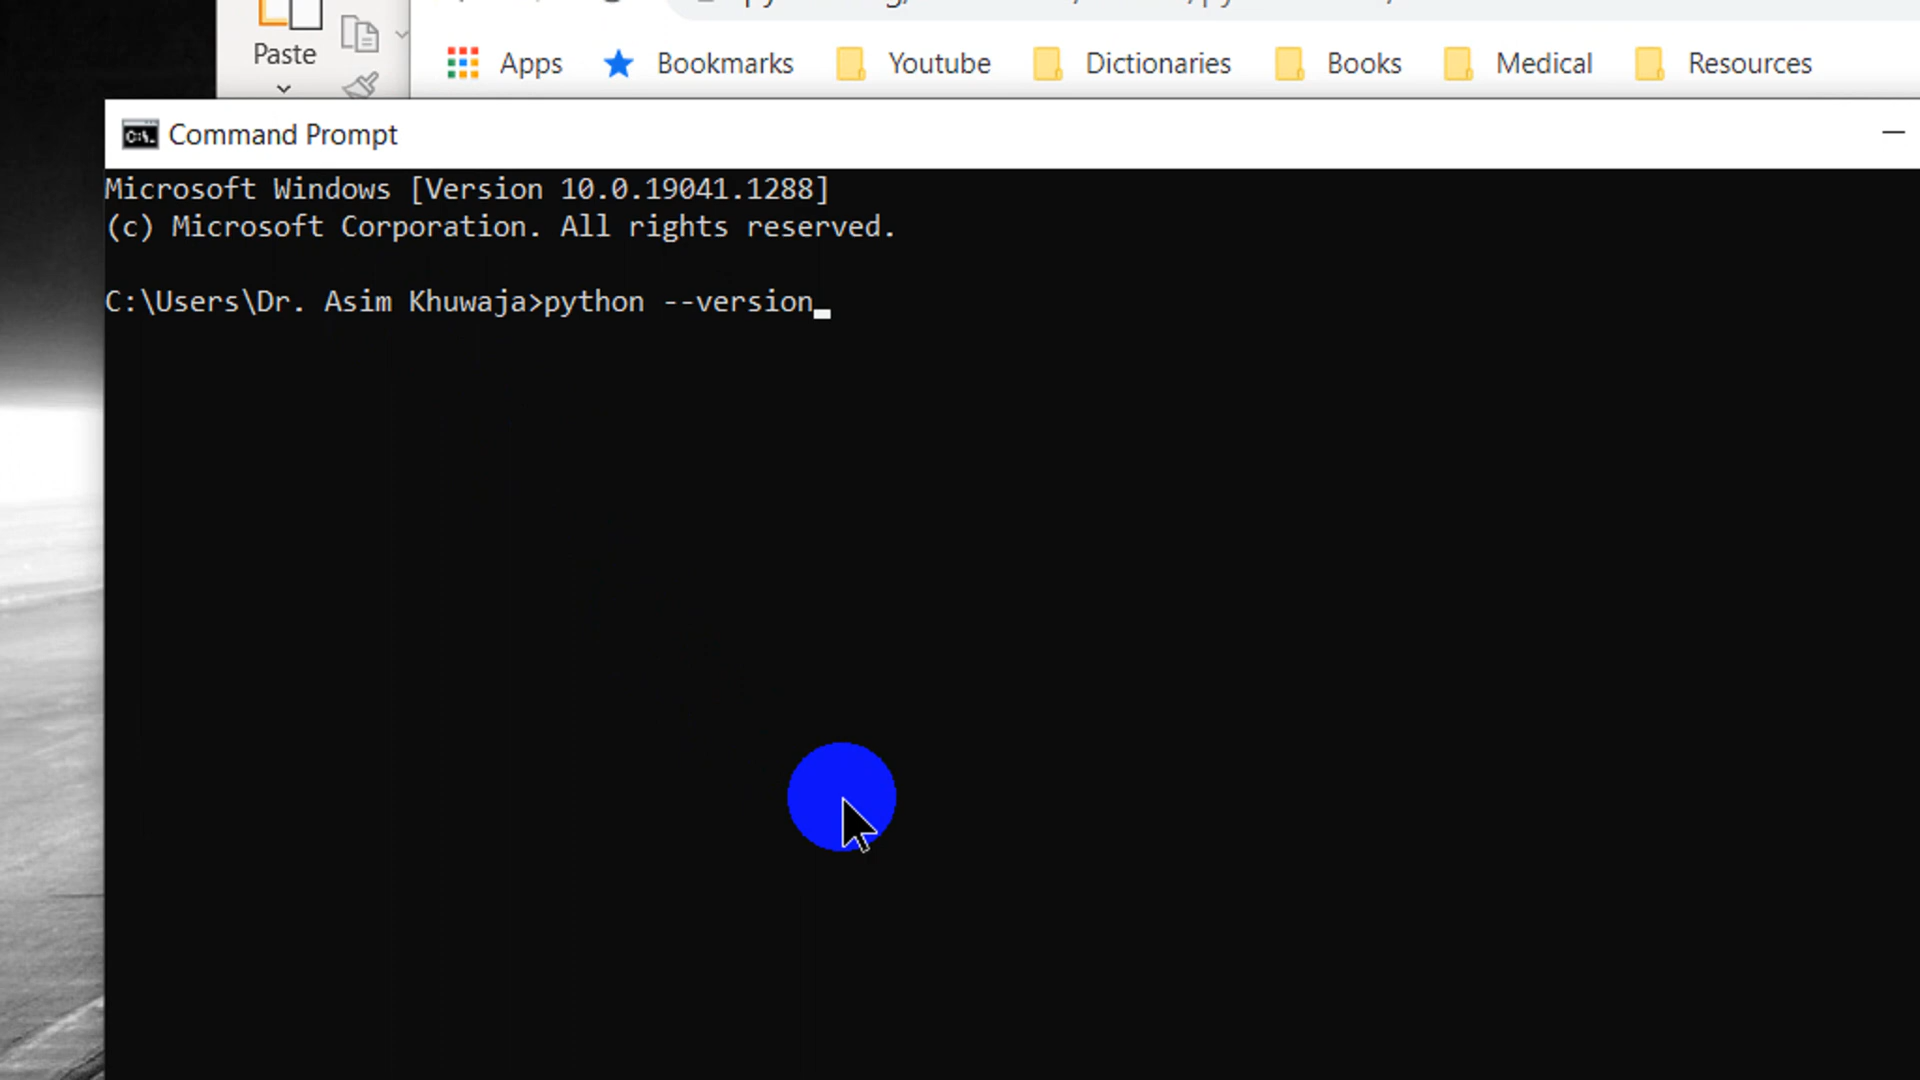 Paste
Apps Bookmarks Youtube Dictionaries Books Medical Resources
Command Prompt
Microsoft Windows [Version 10.0.19041.1288]
(c) Microsoft Corporation. All rights reserved.
C:\Users\Dr. Asim Khuwaja>python --version